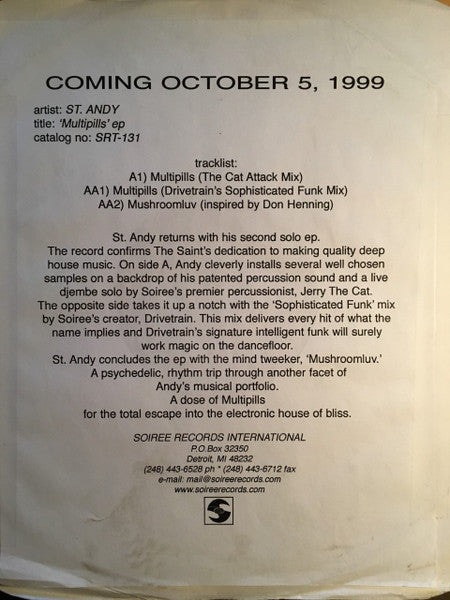 COMING OCTOBER 5, 1999
artist: ST. ANDY
title: 'Multipills' ep
catalog no: SRT-131
tracklist:
A1) Multipills (The Cat Attack Mix)
AA1) Multipills (Drivetrain's Sophisticated Funk Mix)
AA2) Mushroomluv (inspired by Don Henning)
St. Andy returns with his second solo ep.
The record confirms The Saint's dedication to making quality deep
house music. On side A, Andy cleverly installs several well chosen
samples on a backdrop of his patented percussion sound and a live
djembe solo by Soiree's premier percussionist, Jerry The Cat.
The opposite side takes it up a notch with the 'Sophisticated Funk' mix
by Soiree's creator, Drivetrain. This mix delivers every hit of what the
name implies and Drivetrain's signature intelligent funk will surely
work magic on the dancefloor.
St. Andy concludes the ep with the mind tweeker, 'Mushroomluv.'
A psychedelic, rhythm trip through another facet of
Andy's musical portfolio.
A dose of Multipills
for the total escape into the electronic house of bliss.
SOIREE RECORDS INTERNATIONAL
P.O.Box 32350
Detroit, MI 48232
(248) 443-6528 ph * (248) 443-6712 fax
e-mail: mail@soireerecords.com
www.soireerecords.com